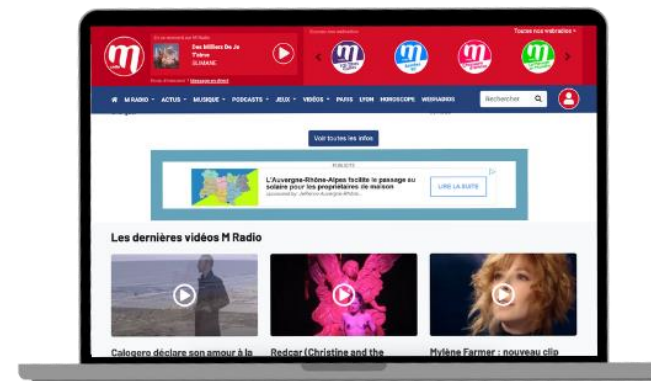 En ce moment sur M Radio
Des Milliers De Je
T'aime
SLIMANE
Toutes nos webradios
M RADIO ACTUS MUSIQUE PODCASTS JEUX VIDÉOS PARIS LYON HOROSCOPE WEBRADIOS
Rechercher
Voir toutes les infos
PUBLICITÉ
L'Auvergne-Rhône-Alpes facilite le passage au
solaire pour les propriétaires de maison
LIRE LA SUITE
Les dernières vidéos M Radio
Calogero déclare son amour à la
Redcar (Christine and the
Mylène Farmer : nouveau clip